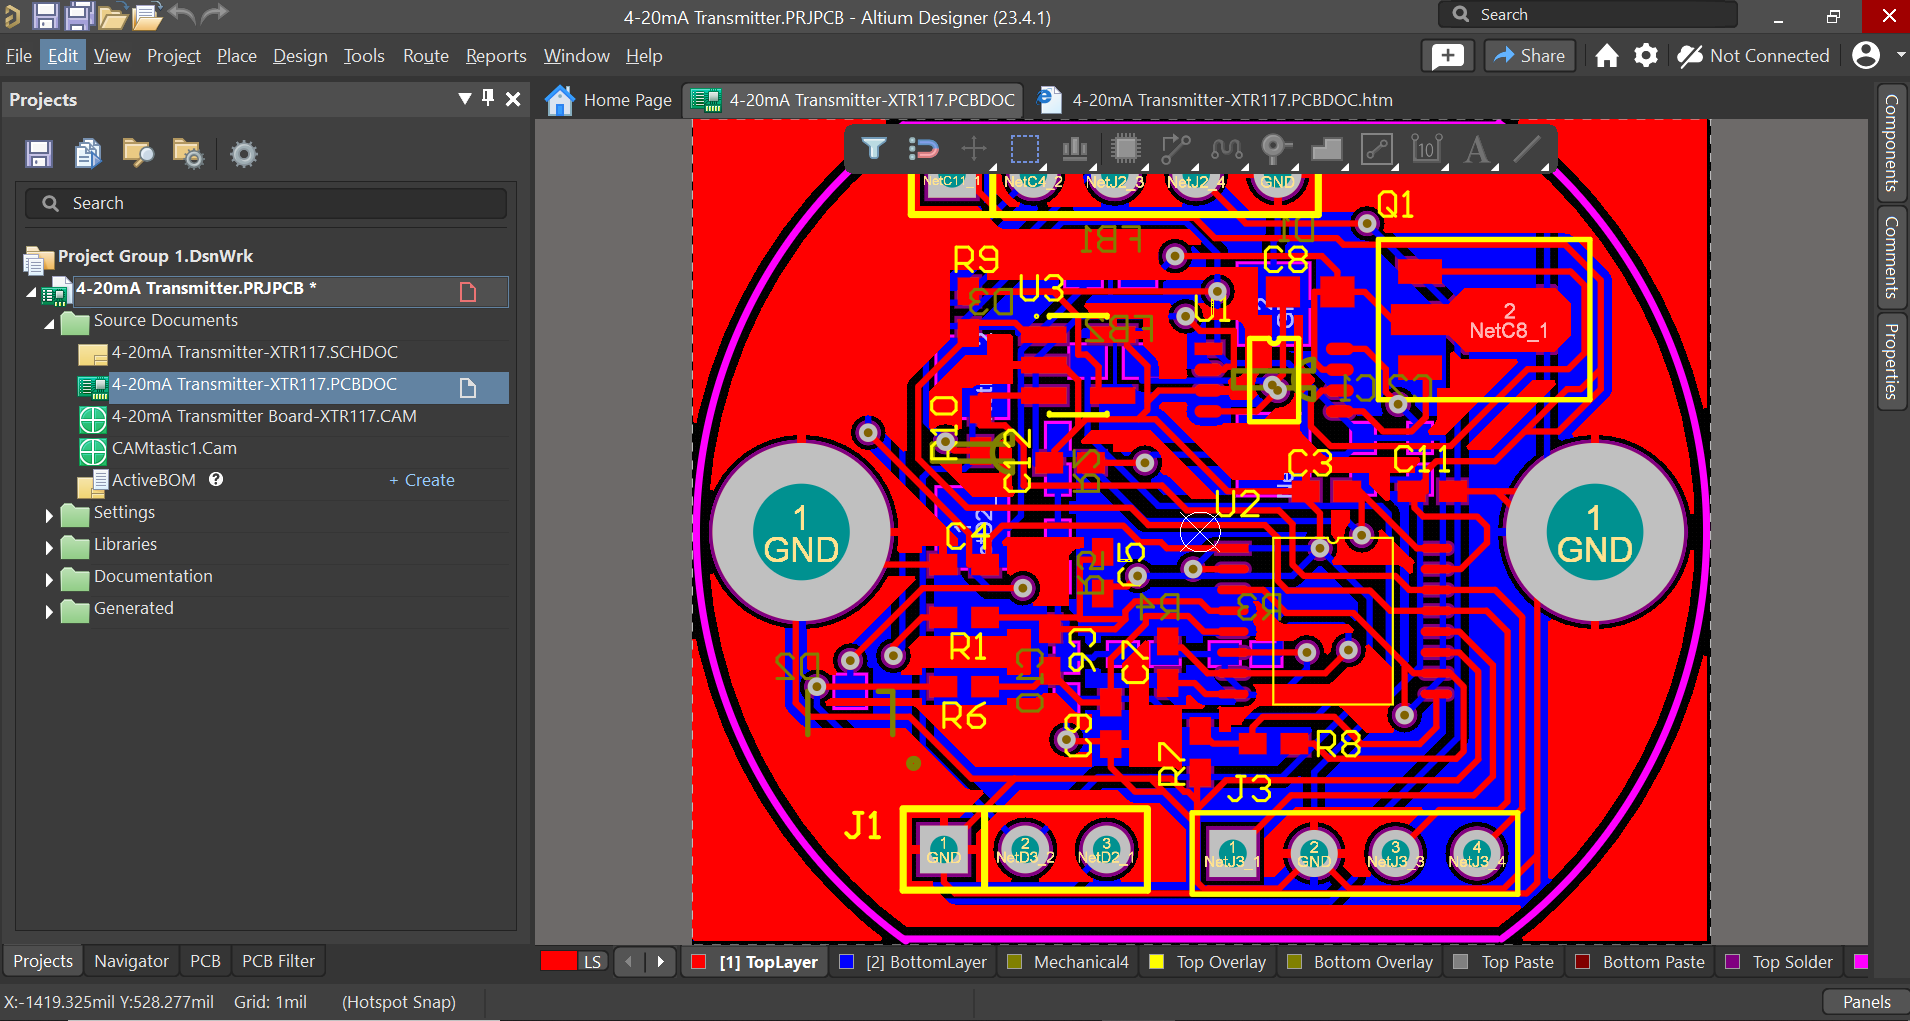 4-20mA Transmitter.PRJPCB - Altium Designer (23.4.1)
Search
File Edit View Project Place Design Tools Route Reports Window Help
Share
Not Connected
Projects
Home Page
4-20mA Transmitter-XTR117.PCBDOC
4-20mA Transmitter-XTR117.PCBDOC.htm
Components
Comments
Properties
Search
Project Group 1.DsnWrk
4-20mA Transmitter.PRJPCB *
Source Documents
4-20mA Transmitter-XTR117.SCHDOC
4-20mA Transmitter-XTR117.PCBDOC
4-20mA Transmitter Board-XTR117.CAM
CAMtastic1.Cam
ActiveBOM
+ Create
Settings
Libraries
Documentation
Generated
10
A
NetC11_1 NetC4_2 NetJ2_3 NetJ2_4 GND
Q1
FB1
D1
R9
C8
U3
D3
U1
FB2
2
NetC8_1
C1
R10
C12
R2
C3
C11
U2
1
GND
1
GND
C4
C5
R5
R4
R3
R1
C6
C7
D2
C10
R6
C9
R7
R8
J3
J1
1
GND
2
NetD3_2
3
NetD2_1
1
NetJ3_1
2
GND
3
NetJ3_3
4
NetJ3_4
Projects Navigator PCB PCB Filter
LS
[1] TopLayer
[2] BottomLayer
Mechanical4
Top Overlay
Bottom Overlay
Top Paste
Bottom Paste
Top Solder
X:-1419.325mil Y:528.277mil Grid: 1mil (Hotspot Snap)
Panels